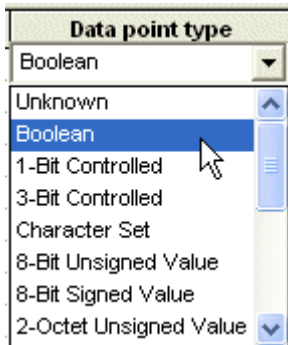 Data point type
Boolean
Unknown
Boolean
1-Bit Controlled
3-Bit Controlled
Character Set
8-Bit Unsigned Value
8-Bit Signed Value
2-Octet Unsigned Value